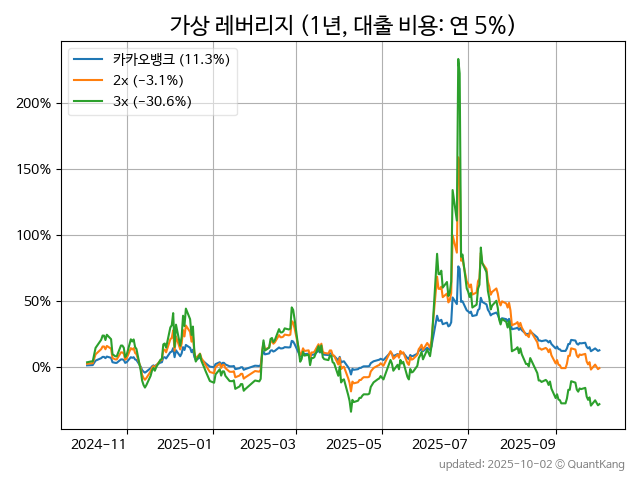 가상 레버리지 (1년, 대출 비용: 연 5%)
카카오뱅크 (11.3%)
2x (−3.1%)
3x (−30.6%)
200%
150%
100%
50%
0%
2024-11
2025-01
2025-03
2025-05
2025-07
2025-09
updated: 2025-10-02 © QuantKang